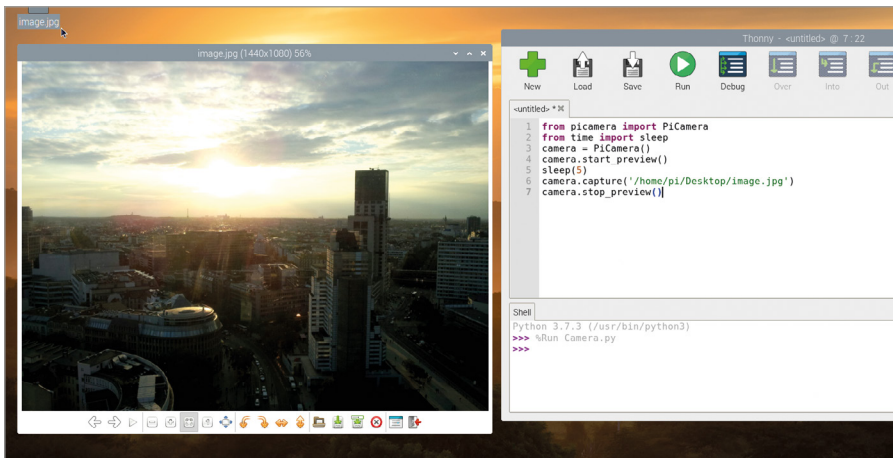 image.jpg
image.jpg (1440x1080) 56%
Thonny - <untitled> @ 7:22
New Load Save Run Debug Over Into Out
<untitled> *
1 from picamera import PiCamera
2 from time import sleep
3 camera = PiCamera()
4 camera.start_preview()
5 sleep(5)
6 camera.capture('/home/pi/Desktop/image.jpg')
7 camera.stop_preview()
Shell
Python 3.7.3 (/usr/bin/python3)
>>> %Run Camera.py
>>>